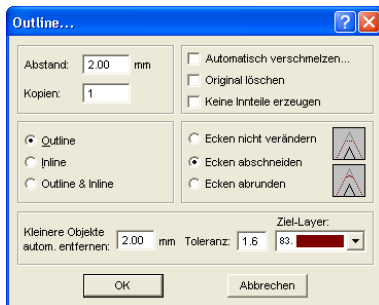 Outline...
Abstand: 2.00 mm
Kopien: 1
Automatisch verschmelzen...
Original löschen
Keine Innteile erzeugen
Outline
Inline
Outline & Inline
Ecken nicht verändern
Ecken abschneiden
Ecken abrunden
Kleinere Objekte
autom. entfernen: 2.00 mm Toleranz: 1.6
Ziel-Layer:
83.
OK Abbrechen